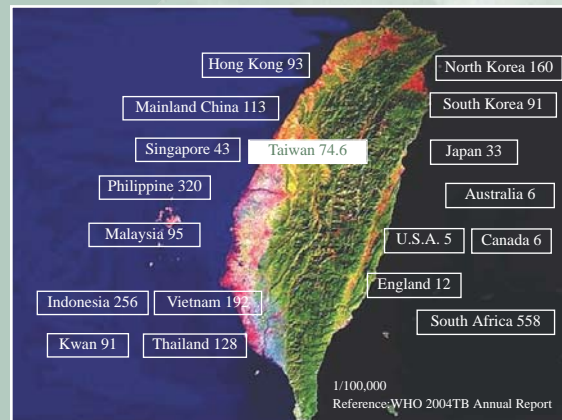 Hong Kong 93
North Korea 160
Mainland China 113
South Korea 91
Singapore 43
Taiwan 74.6
Japan 33
Philippine 320
Australia 6
Malaysia 95
U.S.A. 5
Canada 6
England 12
Indonesia 256
Vietnam 192
South Africa 558
Kwan 91
Thailand 128
1/100,000
Reference:WHO 2004TB Annual Report